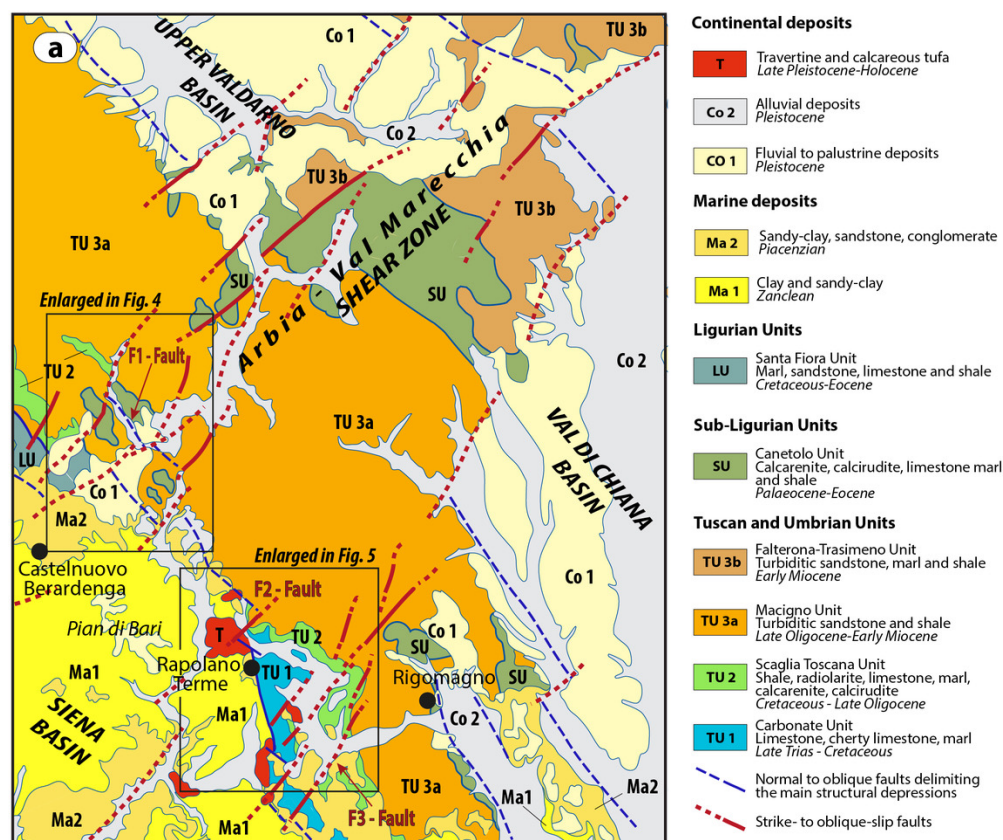 a
UPPER VALDARNO
BASIN
Co 1
TU 3b
Co 2
TU 3b
Co 1
TU 3b
TU 3a
SU
SU
Arbia - Val Marecchia
SHEAR ZONE
Enlarged in Fig. 4
TU 2
F1 - Fault
Co 2
LU
Co 1
Ma2
TU 3a
VAL DI CHIANA
BASIN
Castelnuovo
Berardenga
Enlarged in Fig. 5
F2 - Fault
Co 1
Pian di Bari
T
TU 2
Co 1
SU
Rapolano
Terme
TU 1
Rigomagno
SU
Ma1
Ma1
Co 2
SIENA
BASIN
TU 3a
Ma1
Ma2
Ma2
Ma1
F3 - Fault
Continental deposits
T
Travertine and calcareous tufa
Late Pleistocene-Holocene
Co 2
Alluvial deposits
Pleistocene
CO 1
Fluvial to palustrine deposits
Pleistocene
Marine deposits
Ma 2
Sandy-clay, sandstone, conglomerate
Piacenzian
Ma 1
Clay and sandy-clay
Zanclean
Ligurian Units
LU
Santa Fiora Unit
Marl, sandstone, limestone and shale
Cretaceous-Eocene
Sub-Ligurian Units
SU
Canetolo Unit
Calcarenite, calcirudite, limestone marl
and shale
Palaeocene-Eocene
Tuscan and Umbrian Units
TU 3b
Falterona-Trasimeno Unit
Turbiditic sandstone, marl and shale
Early Miocene
TU 3a
Macigno Unit
Turbiditic sandstone and shale
Late Oligocene-Early Miocene
TU 2
Scaglia Toscana Unit
Shale, radiolarite, limestone, marl,
calcarenite, calcirudite
Cretaceous - Late Oligocene
TU 1
Carbonate Unit
Limestone, cherty limestone, marl
Late Trias - Cretaceous
Normal to oblique faults delimiting
the main structural depressions
Strike- to oblique-slip faults